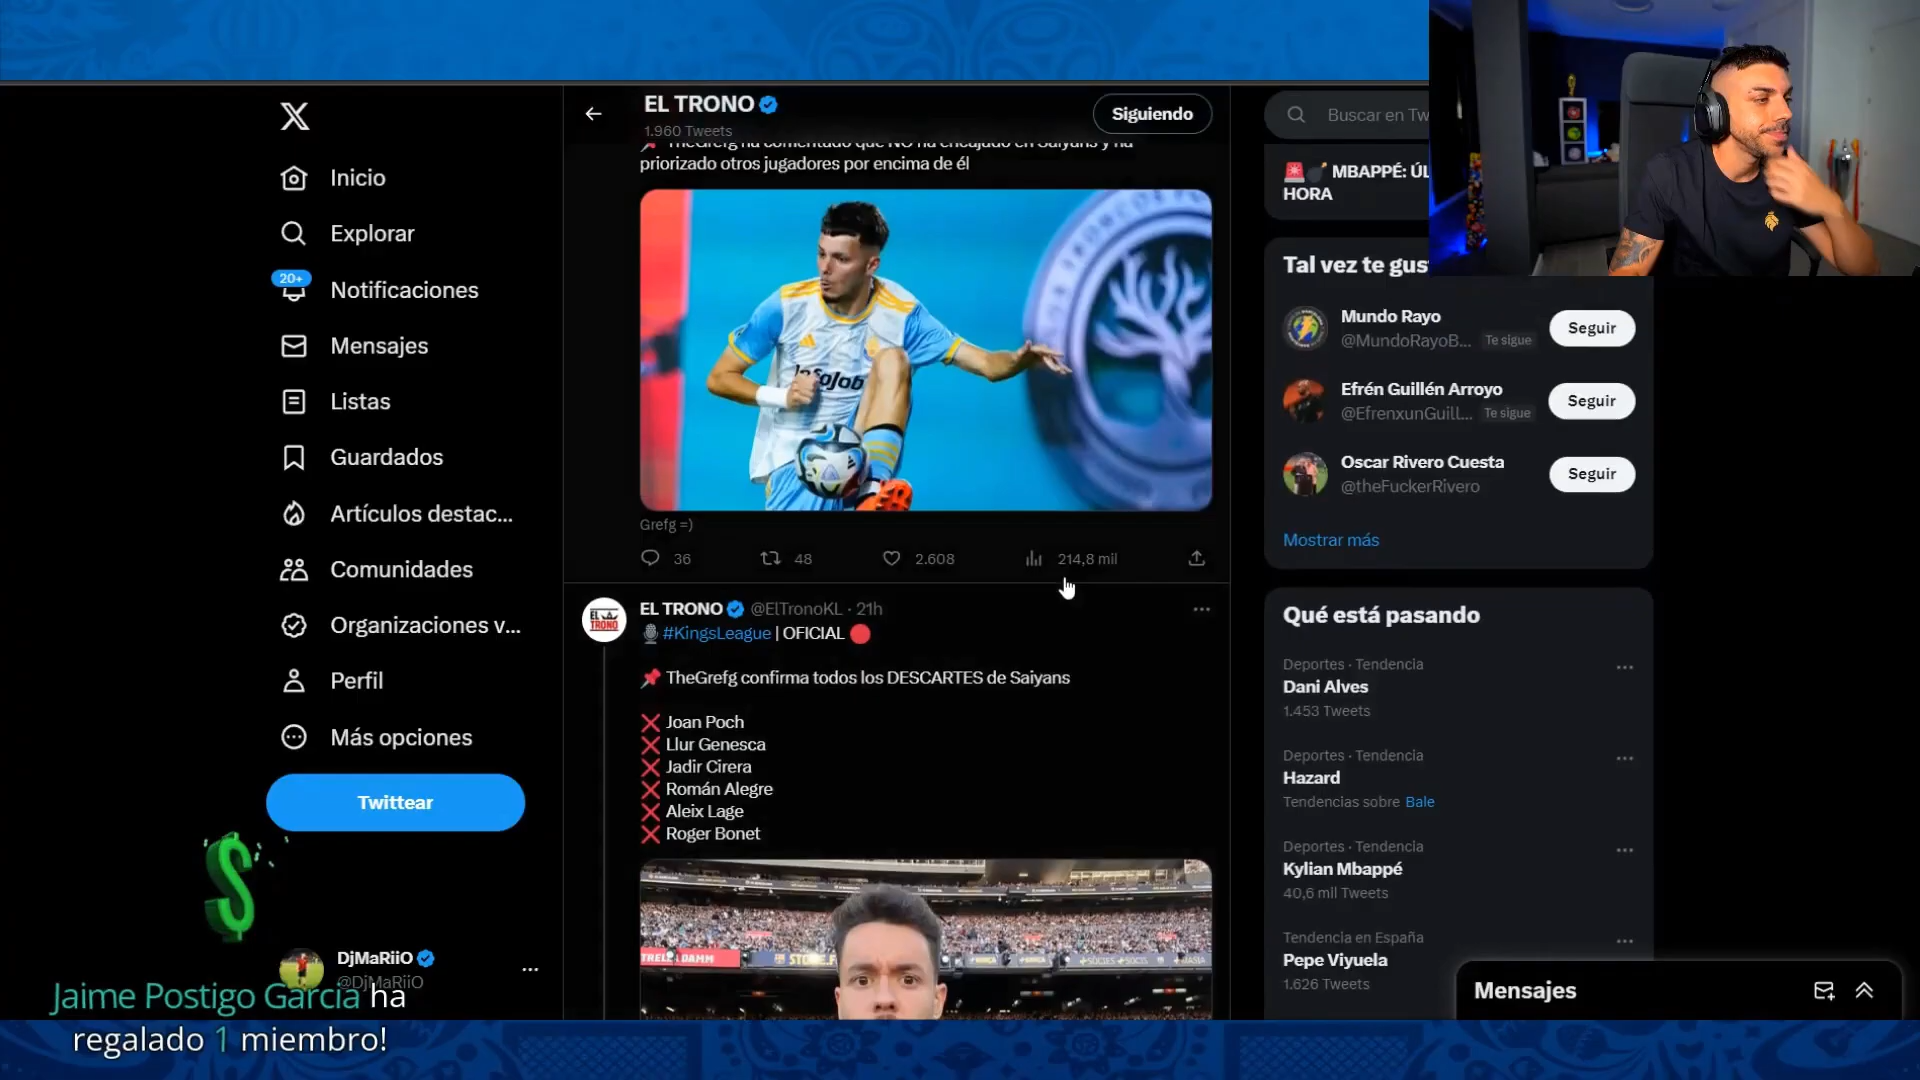 EL TRONO
1.960 Tweets
Siguiendo
Buscar en Tw
TheGrefg ha comentado que NO ha encajado en Saiyans y ha
priorizado otros jugadores por encima de él
InfoJob
Grefg =)
36
48
2.608
214,8 mil
EL TRONO @ElTronoKL · 21h
#KingsLeague | OFICIAL
TheGrefg confirma todos los DESCARTES de Saiyans
Joan Poch
Llur Genesca
Jadir Cirera
Román Alegre
Aleix Lage
Roger Bonet
EL TRONO
DAMM
Inicio
Explorar
20+
Notificaciones
Mensajes
Listas
Guardados
Artículos destac...
Comunidades
Organizaciones v...
Perfil
Más opciones
Twittear
DjMaRiiO
@DjMaRiiO
Jaime Postigo García ha
regalado 1 miembro!
MBAPPÉ: ÚL
HORA
Tal vez te gus
Mundo Rayo
@MundoRayoB... Te sigue
Seguir
Efrén Guillén Arroyo
@EfrenxunGuill... Te sigue
Seguir
Oscar Rivero Cuesta
@theFuckerRivero
Seguir
Mostrar más
Qué está pasando
Deportes · Tendencia
Dani Alves
1.453 Tweets
Deportes · Tendencia
Hazard
Tendencias sobre Bale
Deportes · Tendencia
Kylian Mbappé
40,6 mil Tweets
Tendencia en España
Pepe Viyuela
1.626 Tweets
Mensajes